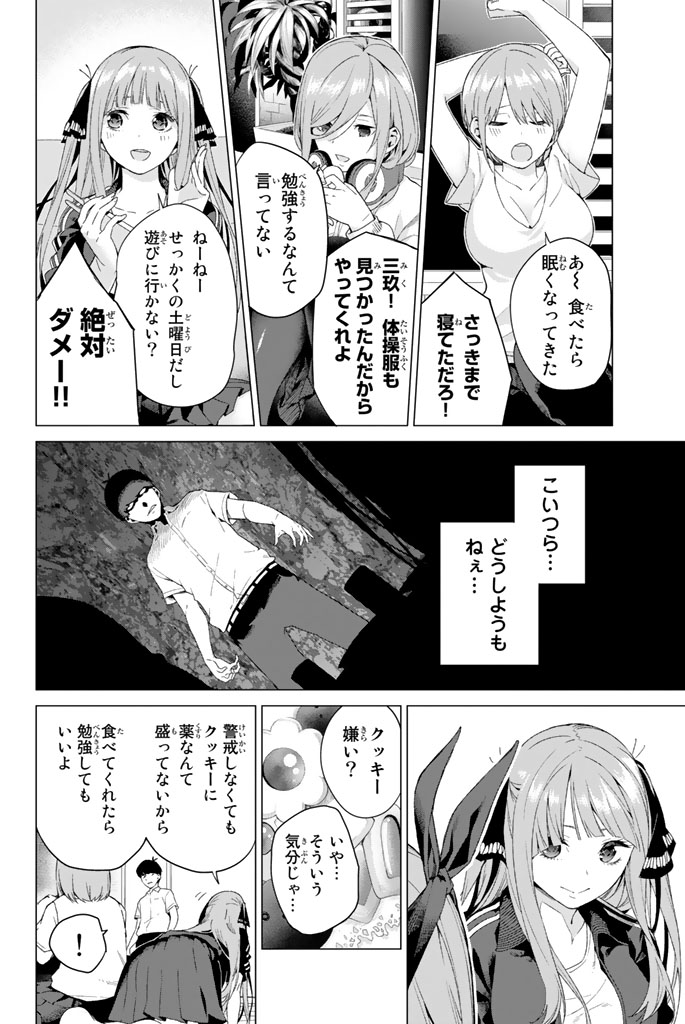 あ〜食べたら
眠くなってきた
さっきまで
寝てただろ！
三玖！体操服も
見つかったんだから
やってくれよ
勉強するなんて
言ってない
ねーねー
せっかくの土曜日だし
遊びに行かない？
絶対
ダメー!!
こいつら…
どうしようも
ねぇ…
クッキー
嫌い？
いや…
そういう
気分じゃ…
警戒しなくても
クッキーに
薬なんて
盛ってないから
食べてくれたら
勉強しても
いいよ
！